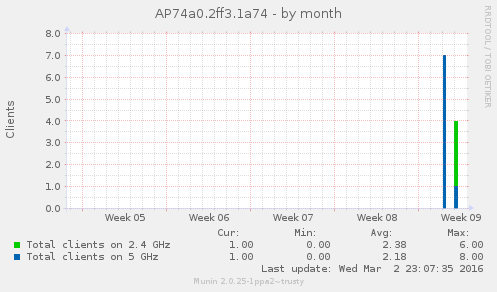 AP74a0.2ff3.1a74 - by month
RRDTOOL / TOBI OETIKER
Clients
8.0
7.0
6.0
5.0
4.0
3.0
2.0
1.0
0.0
Week 05 Week 06 Week 07 Week 08 Week 09
Cur: Min: Avg: Max:
Total clients on 2.4 GHz 1.00 0.00 2.38 6.00
Total clients on 5 GHz 1.00 0.00 2.18 8.00
Last update: Wed Mar 2 23:07:35 2016
Munin 2.0.25-1ppa2~trusty